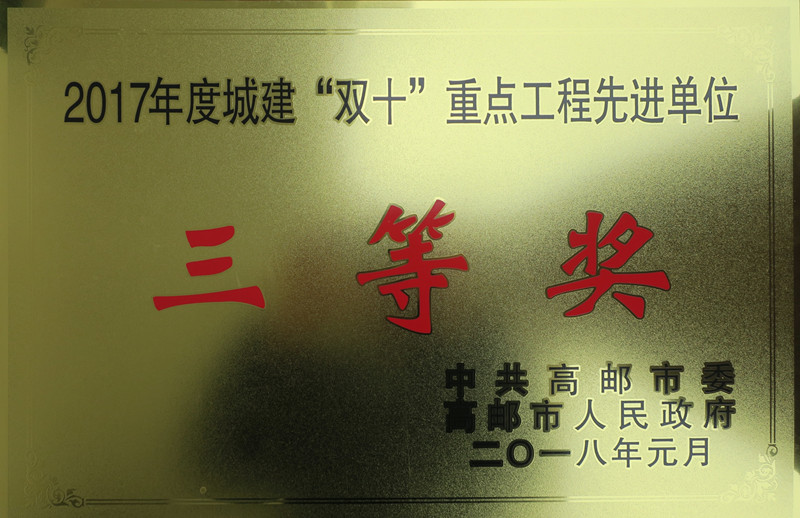 2017年度城建“双十”重点工程先进单位
三等奖
中共高邮市委
高邮市人民政府
二〇一八年元月